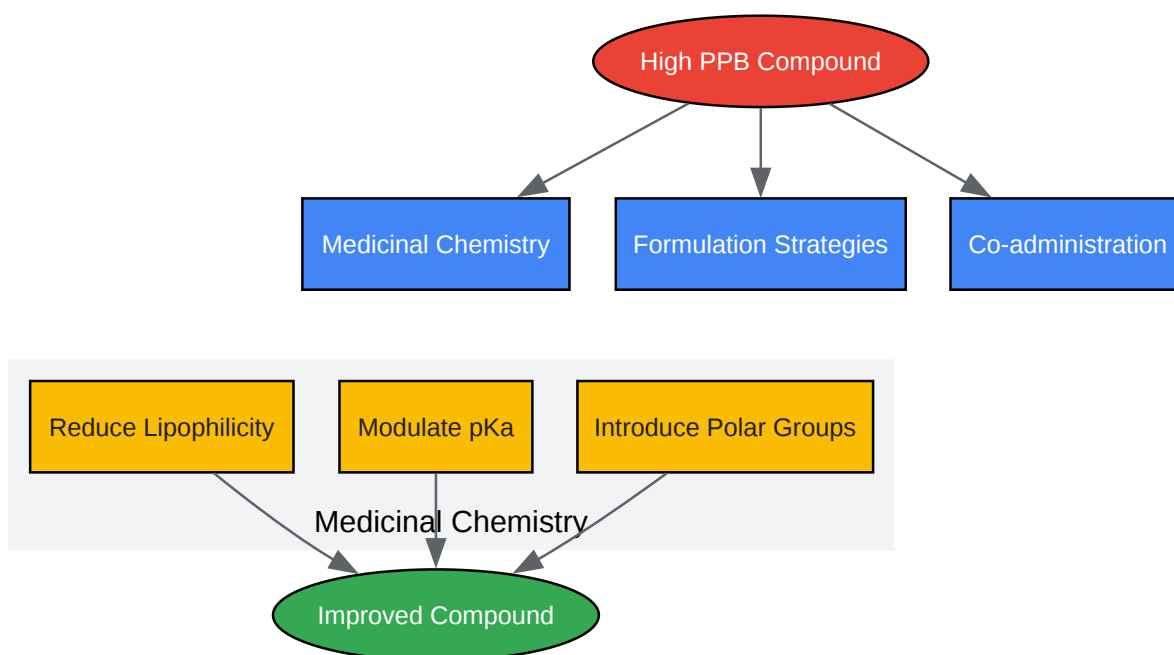 High PPB Compound
Medicinal Chemistry
Formulation Strategies
Co-administration
Reduce Lipophilicity
Modulate pKa
Introduce Polar Groups
Medicinal Chemistry
Improved Compound